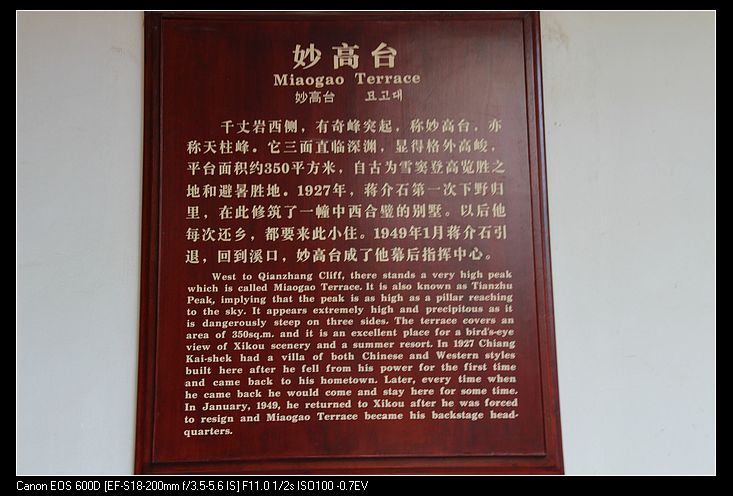 妙高台
Miaogao Terrace
妙高台 묘고대
千丈岩西侧，有奇峰突起，称妙高台，亦
称天柱峰。它三面直临深渊，显得格外高峻，
平台面积约350平方米，自古为雪窦登高览胜之
地和避暑胜地。1927年，蒋介石第一次下野归
里，在此修筑了一幢中西合璧的别墅。以后他
每次还乡，都要来此小住。1949年1月蒋介石引
退，回到溪口，妙高台成了他幕后指挥中心。
West to Qianzhang Cliff, there stands a very high peak
which is called Miaogao Terrace. It is also known as Tianzhu
Peak, implying that the peak is as high as a pillar reaching
to the sky. It appears extremely high and precipitous as it
is dangerously steep on three sides. The terrace covers an
area of 350sq.m. and it is an excellent place for a bird's-eye
view of Xikou scenery and a summer resort. In 1927 Chiang
Kai-shek had a villa of both Chinese and Western styles
built here after he fell from his power for the first time
and came back to his hometown. Later, every time when
he came back he would come and stay here for some time.
In January, 1949, he returned to Xikou after he was forced
to resign and Miaogao Terrace became his backstage head-
quarters.
Canon EOS 600D [EF-S18-200mm f/3.5-5.6 IS] F11.0 1/2s ISO100 -0.7EV